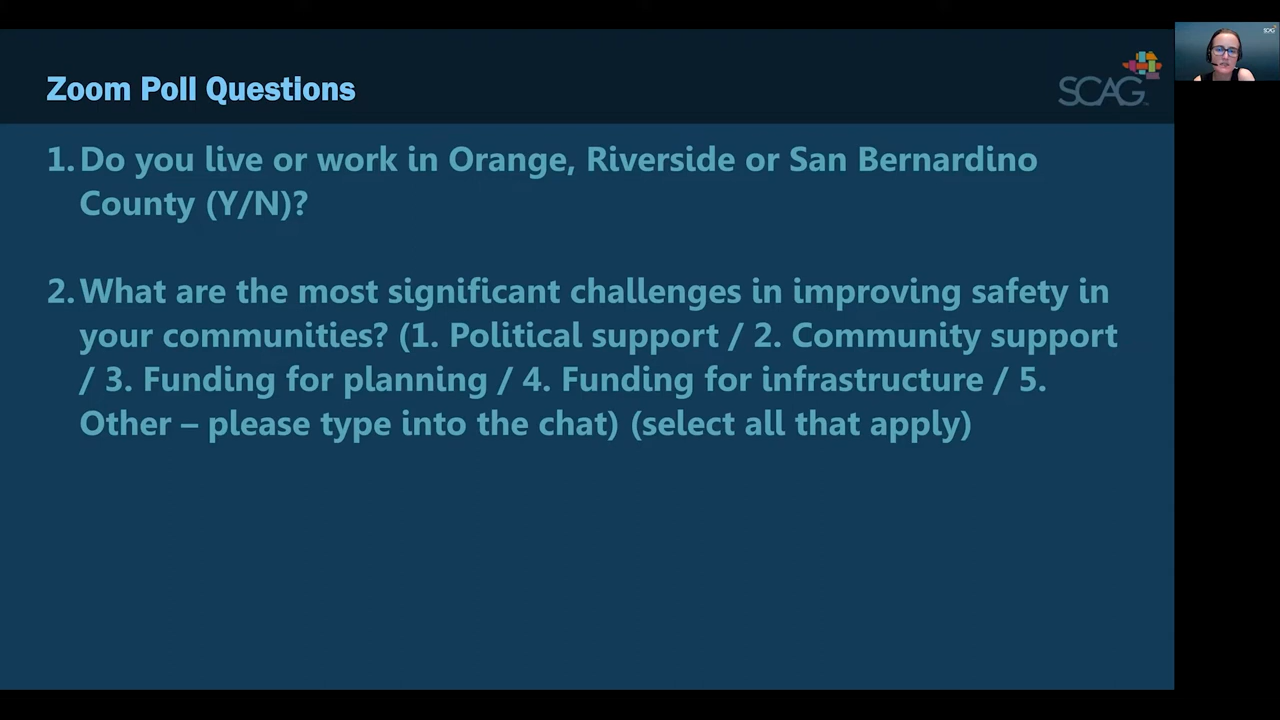 SCAG
Zoom Poll Questions
SCAG
1. Do you live or work in Orange, Riverside or San Bernardino
County (Y/N)?
2. What are the most significant challenges in improving safety in
your communities? (1. Political support / 2. Community support
/ 3. Funding for planning / 4. Funding for infrastructure / 5.
Other – please type into the chat) (select all that apply)